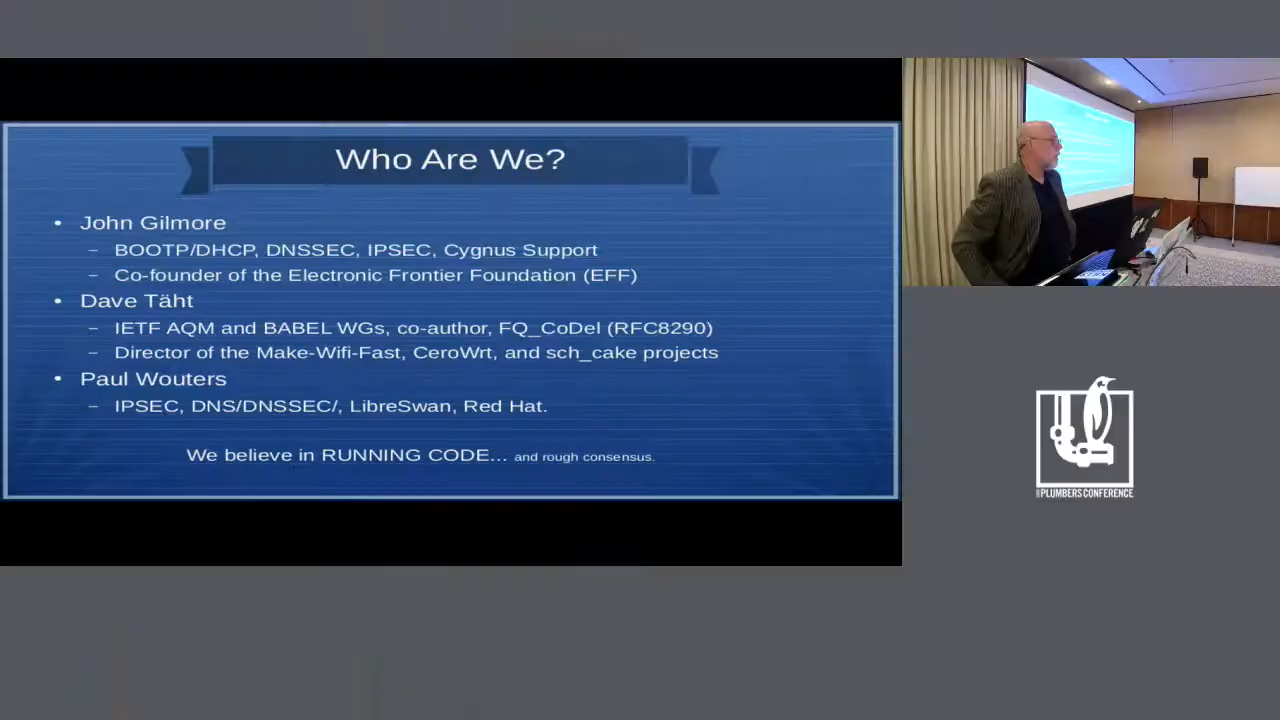 Who Are We?
• John Gilmore
– BOOTP/DHCP, DNSSEC, IPSEC, Cygnus Support
– Co-founder of the Electronic Frontier Foundation (EFF)
• Dave Täht
– IETF AQM and BABEL WGs, co-author, FQ_CoDel (RFC8290)
– Director of the Make-Wifi-Fast, CeroWrt, and sch_cake projects
• Paul Wouters
– IPSEC, DNS/DNSSEC/, LibreSwan, Red Hat.
We believe in RUNNING CODE... and rough consensus.
PLUMBERS CONFERENCE